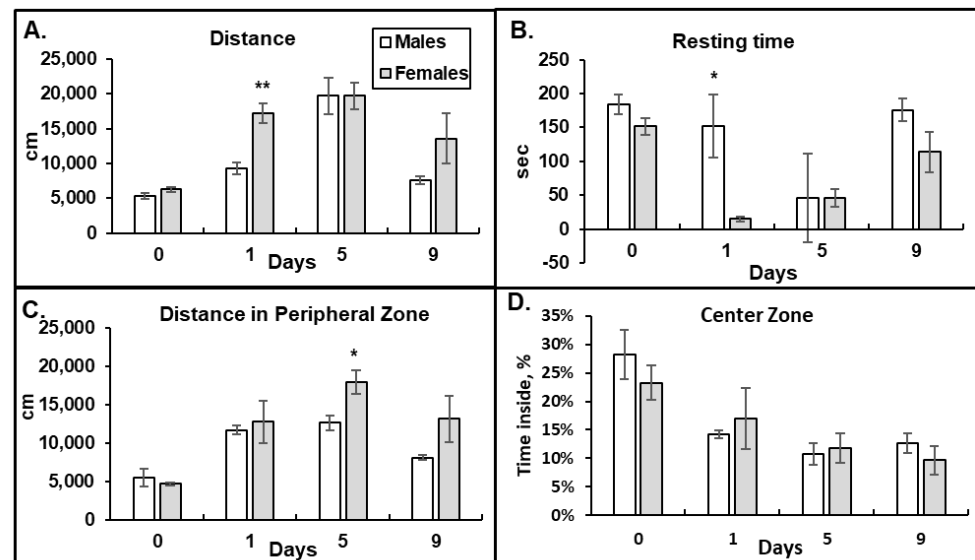 A.
Distance
Males
Females
25,000
20,000
15,000
10,000
5,000
0
cm
**
0 1 5 9
Days
B.
Resting time
250
200
150
100
50
0
-50
sec
*
0 1 5 9
Days
C.
Distance in Peripheral Zone
25,000
20,000
15,000
10,000
5,000
0
cm
*
0 1 5 9
Days
D.
Center Zone
35%
30%
25%
20%
15%
10%
5%
0%
Time inside, %
0 1 5 9
Days